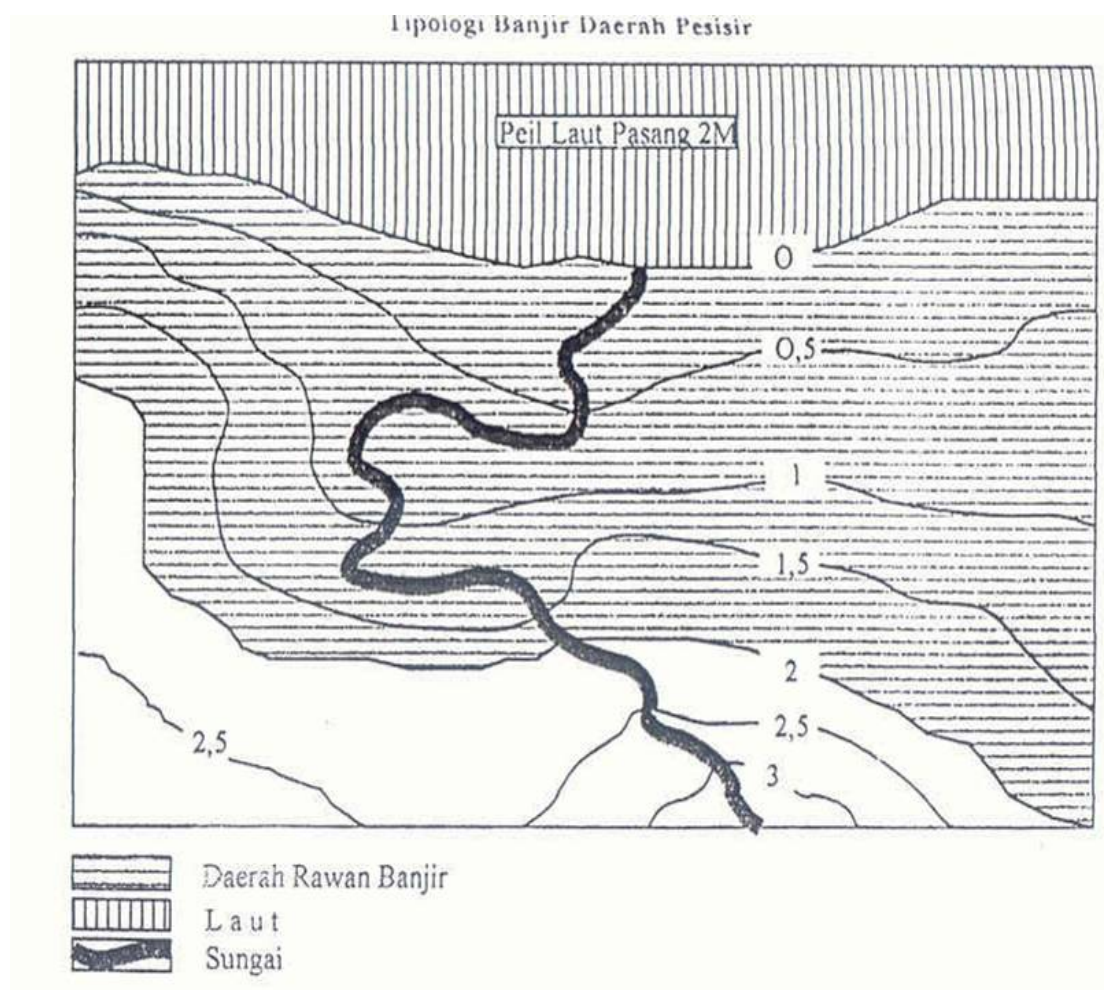 Tipologi Banjir Daerah Pesisir
Peil Laut Pasang 2M
0
0,5
1
1,5
2
2,5
2,5
3
Daerah Rawan Banjir
Laut
Sungai